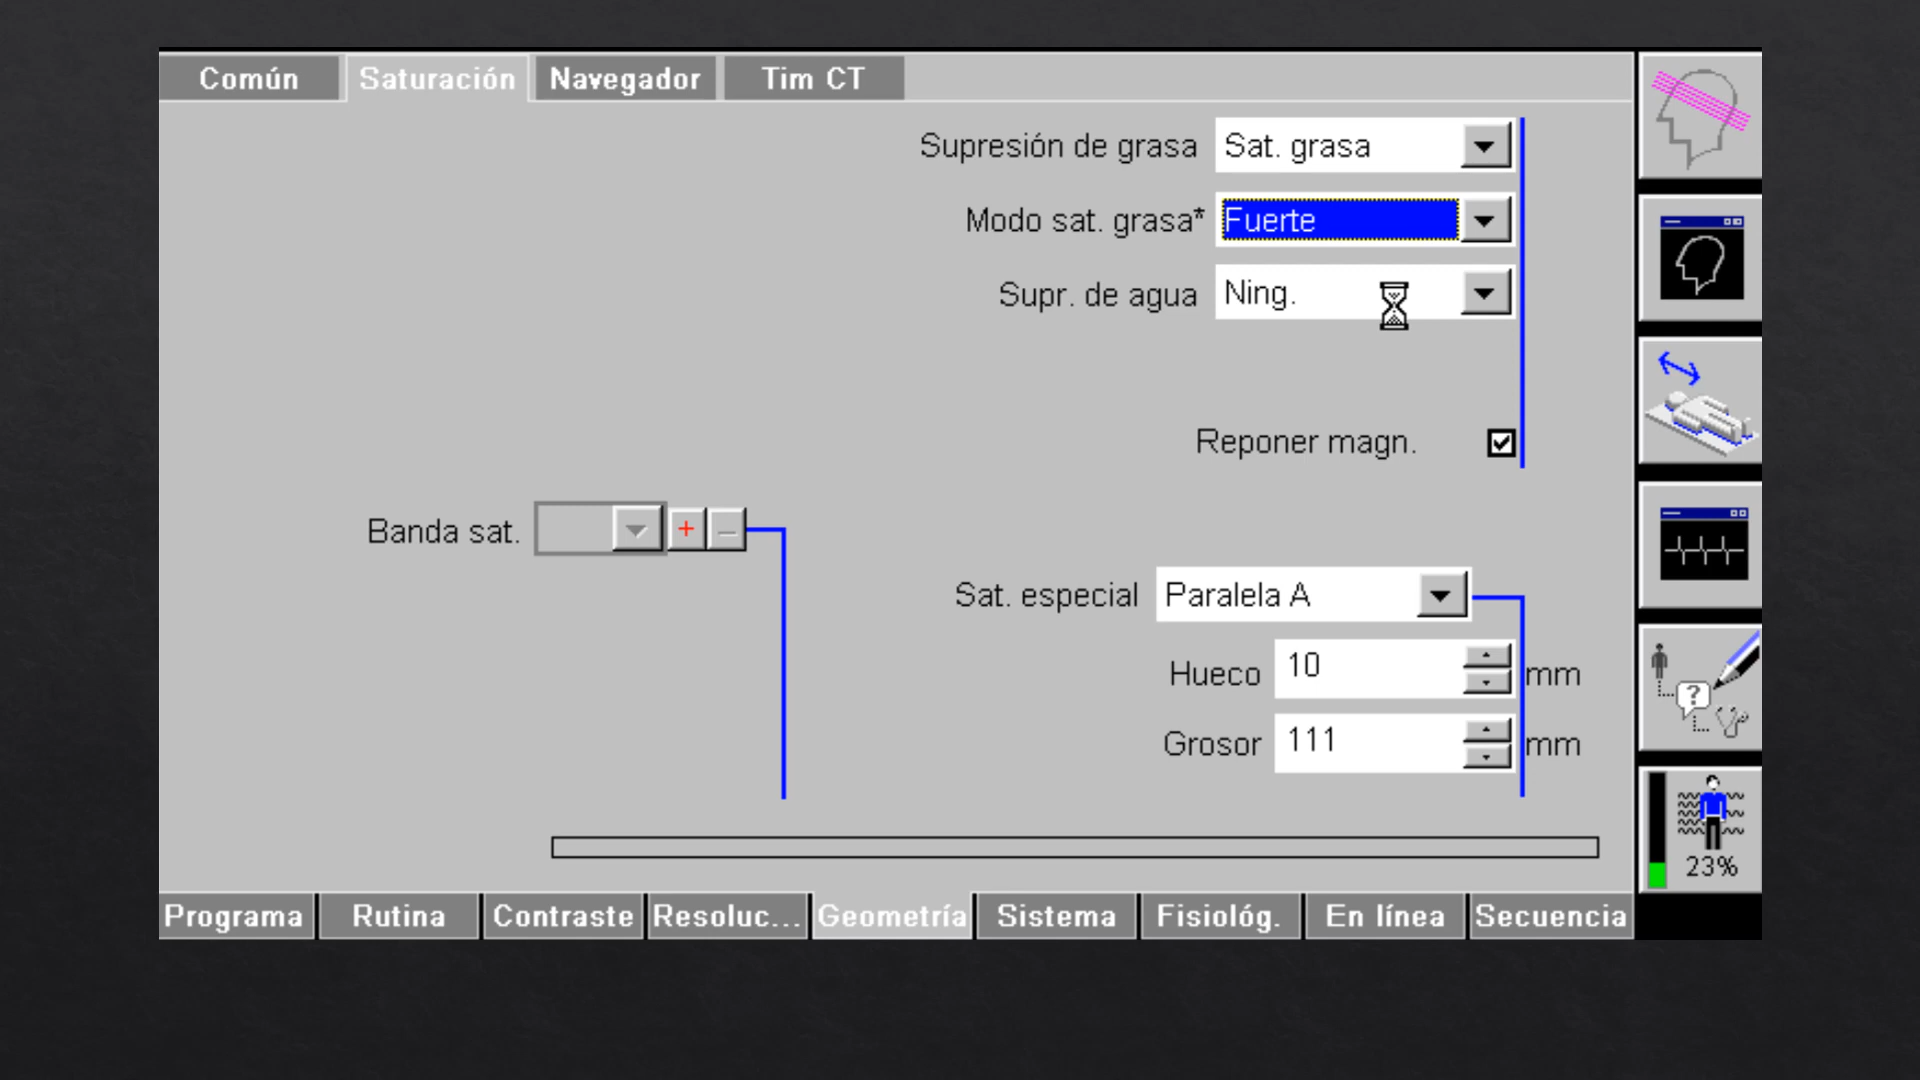 Común Saturación Navegador Tim CT
Supresión de grasa Sat. grasa
Modo sat. grasa* Fuerte
Supr. de agua Ning.
Reponer magn.
Banda sat. + –
Sat. especial Paralela A
Hueco 10 mm
Grosor 111 mm
?
23%
Programa Rutina Contraste Resoluc... Geometría Sistema Fisiológ. En línea Secuencia